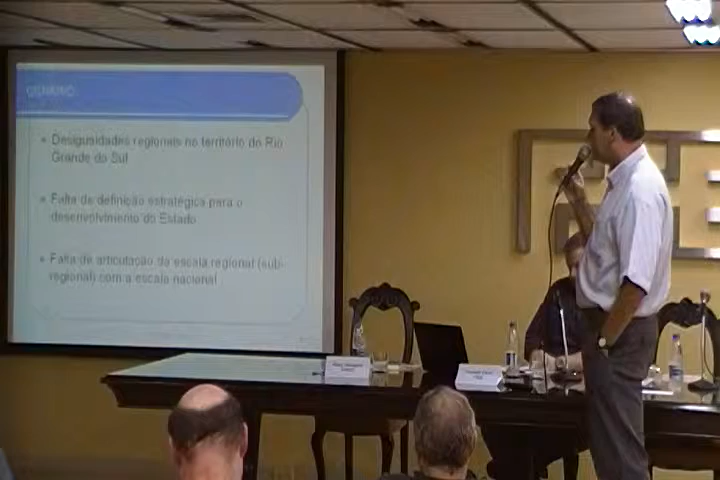 CENÁRIO
Desigualdades regionais no território do Rio
Grande do Sul
Falta de definição estratégica para o
desenvolvimento do Estado
Falta de articulação da escala regional (sub-
regional) com a escala nacional